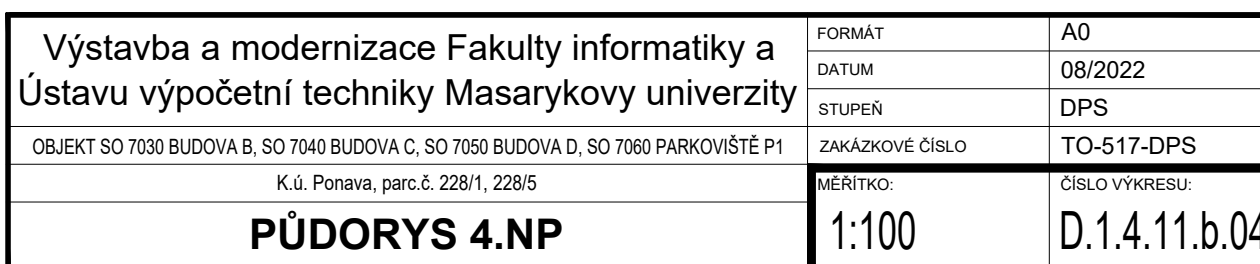 Výstavba a modernizace Fakulty informatiky a
Ústavu výpočetní techniky Masarykovy univerzity
OBJEKT SO 7030 BUDOVA B, SO 7040 BUDOVA C, SO 7050 BUDOVA D, SO 7060 PARKOVIŠTĚ P1
K.ú. Ponava, parc.č. 228/1, 228/5
PŮDORYS 4.NP
FORMÁT A0
DATUM 08/2022
STUPEŇ DPS
ZAKÁZKOVÉ ČÍSLO TO-517-DPS
MĚŘÍTKO: ČÍSLO VÝKRESU:
1:100 D.1.4.11.b.04